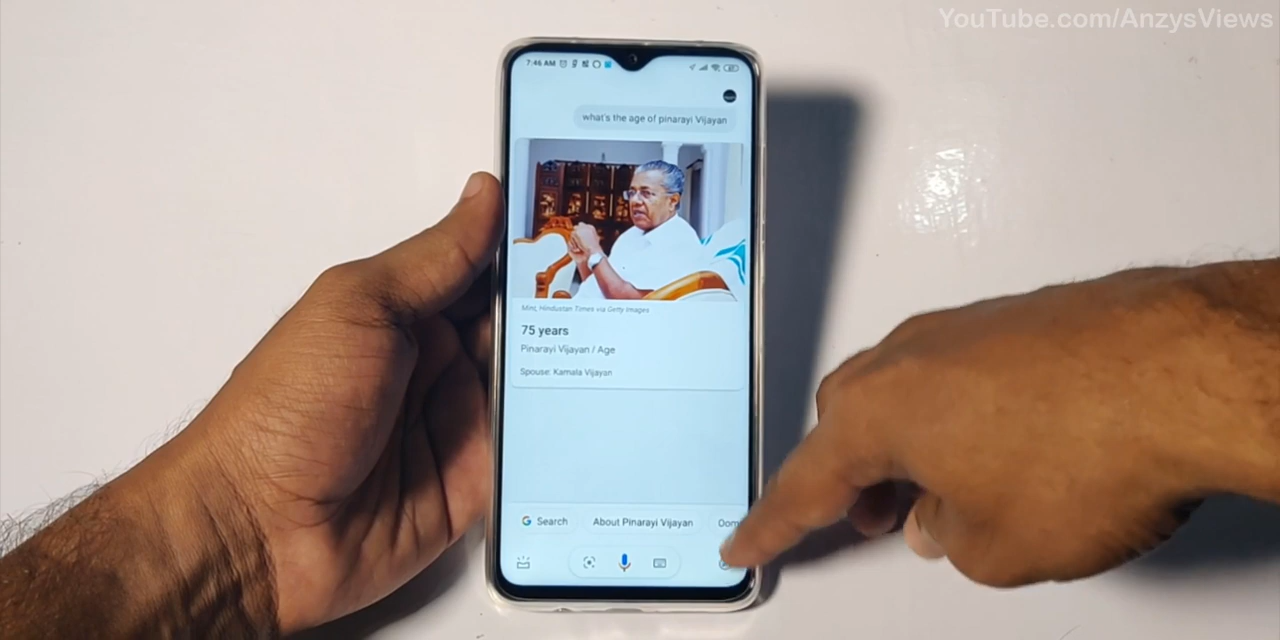 YouTube.com/AnzysViews
7:46 AM
what's the age of pinarayi Vijayan
Mint, Hindustan Times via Getty Images
75 years
Pinarayi Vijayan / Age
Spouse: Kamala Vijayan
Search
About Pinarayi Vijayan
Dom